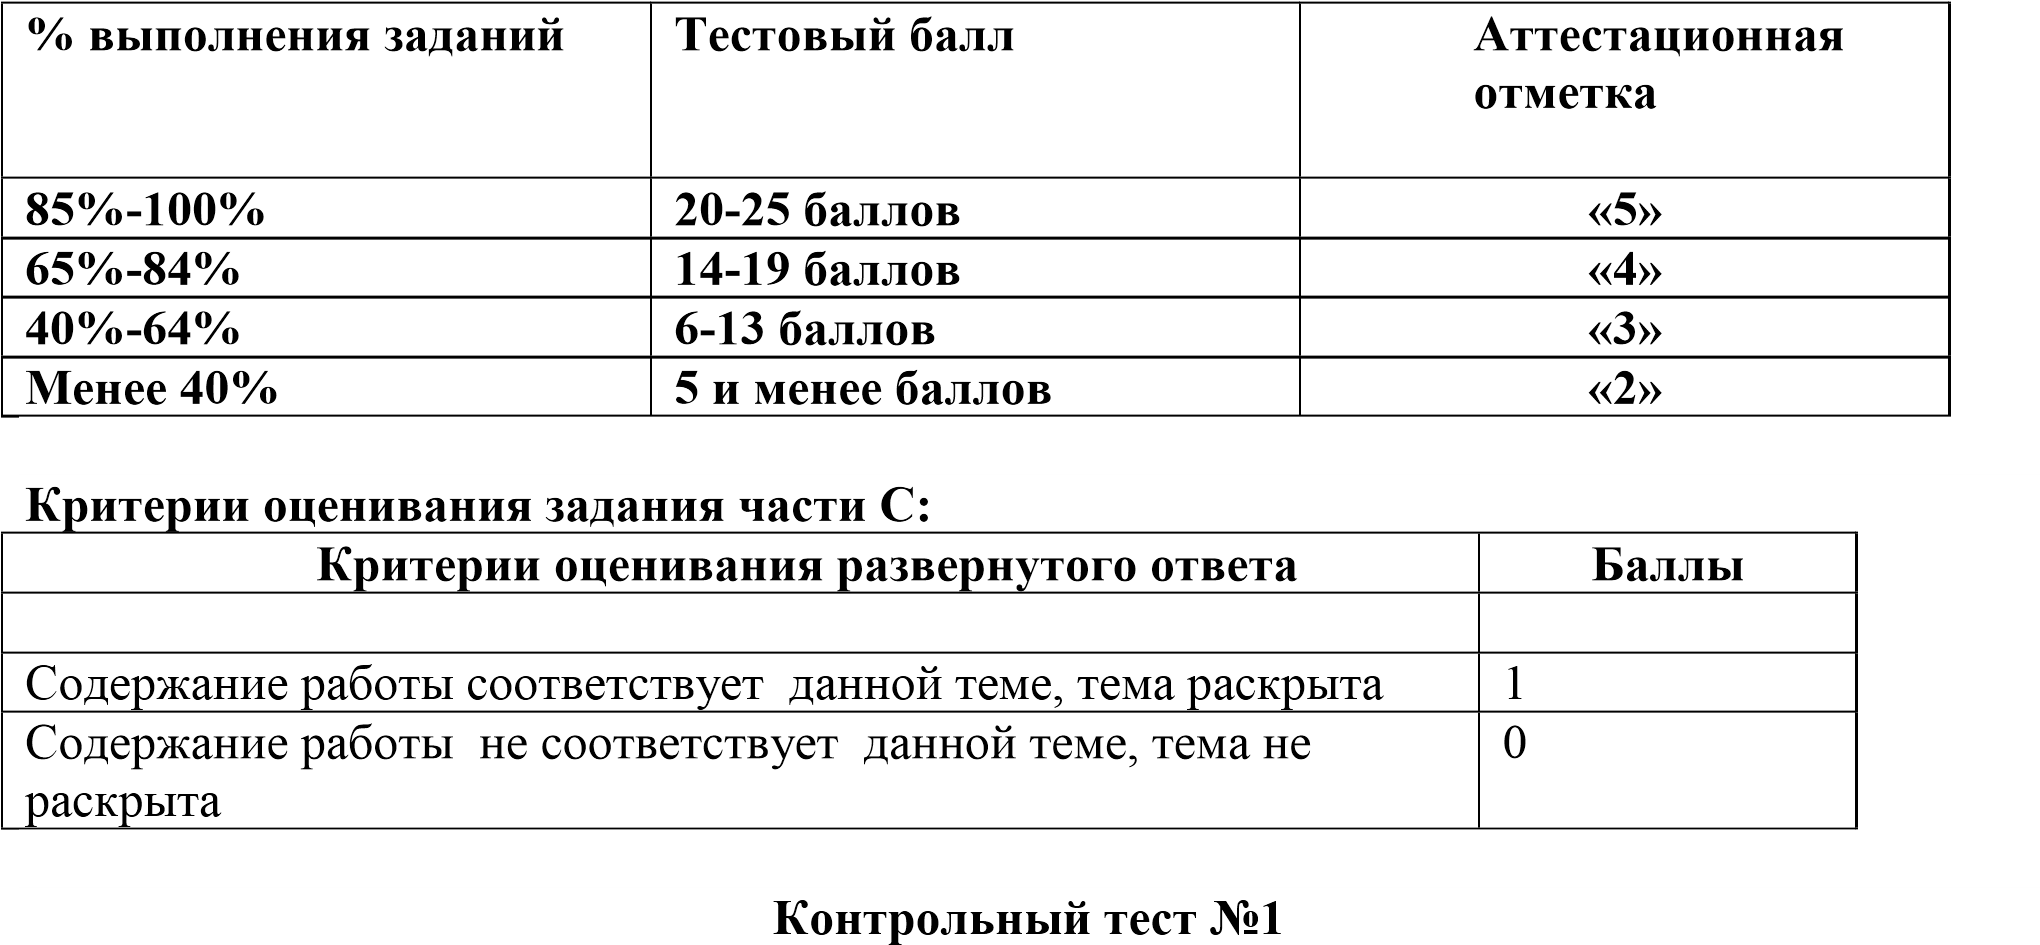 % выполнения заданий Тестовый балл Аттестационная
отметка
85%-100% 20-25 баллов «5»
65%-84% 14-19 баллов «4»
40%-64% 6-13 баллов «3»
Менее 40% 5 и менее баллов «2»
Критерии оценивания задания части С:
Критерии оценивания развернутого ответа Баллы
Содержание работы соответствует данной теме, тема раскрыта 1
Содержание работы не соответствует данной теме, тема не 0
раскрыта
Контрольный тест №1